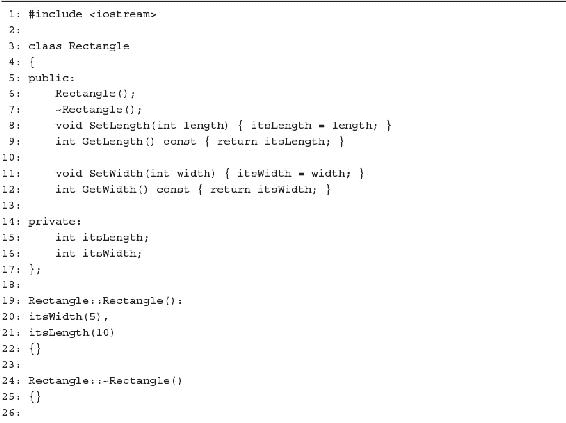 1: #include <iostream>
2:
3: class Rectangle
4: {
5: public:
6:     Rectangle();
7:     ~Rectangle();
8:     void SetLength(int length) { itsLength = length; }
9:     int GetLength() const { return itsLength; }
10:
11:     void SetWidth(int width) { itsWidth = width; }
12:     int GetWidth() const { return itsWidth; }
13:
14: private:
15:     int itsLength;
16:     int itsWidth;
17: };
18:
19: Rectangle::Rectangle():
20: itsWidth(5),
21: itsLength(10)
22: {}
23:
24: Rectangle::~Rectangle()
25: {}
26: